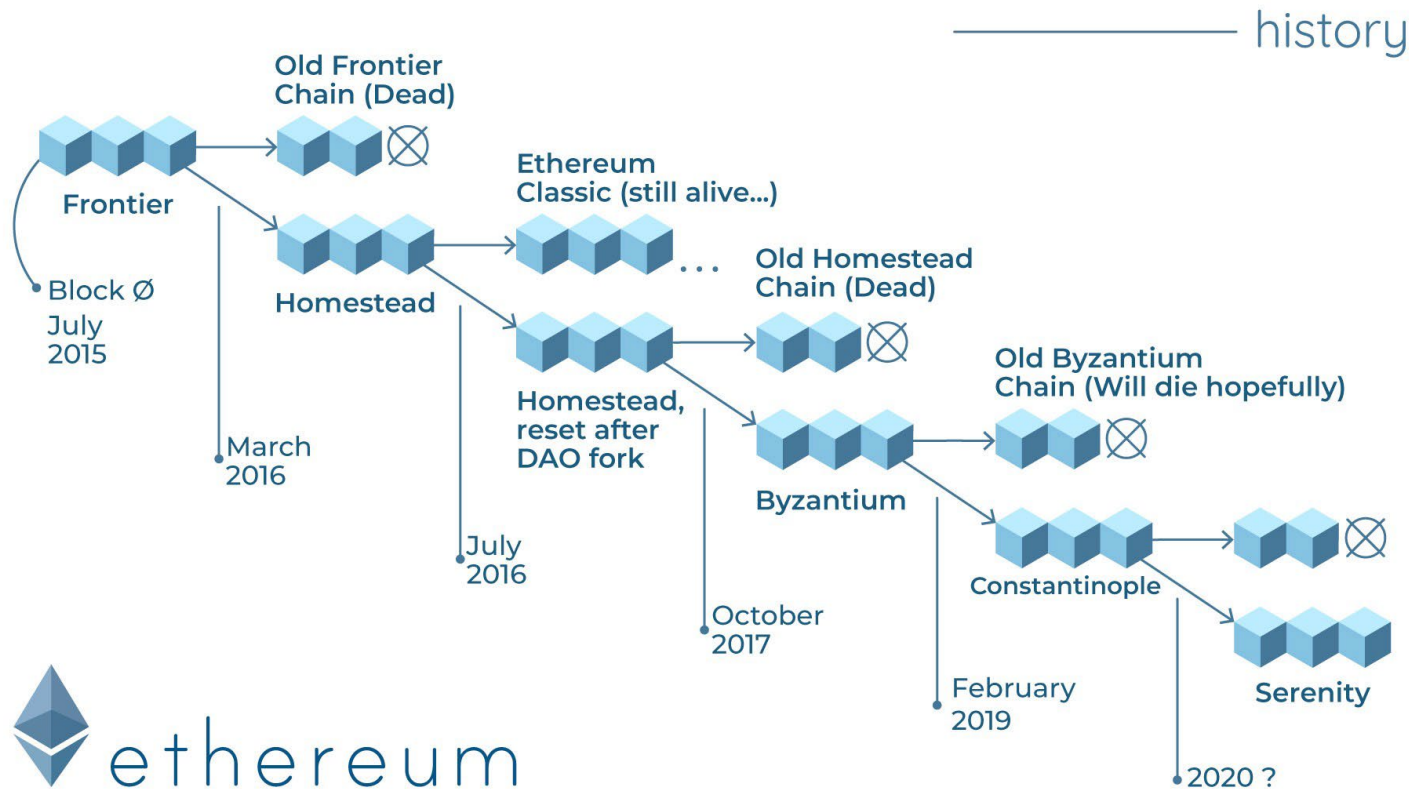 history
Old Frontier
Chain (Dead)
Frontier
Ethereum
Classic (still alive...)
Block Ø
July
2015
Homestead
...
Old Homestead
Chain (Dead)
March
2016
Homestead,
reset after
DAO fork
Old Byzantium
Chain (Will die hopefully)
July
2016
Byzantium
October
2017
Constantinople
February
2019
Serenity
2020 ?
ethereum